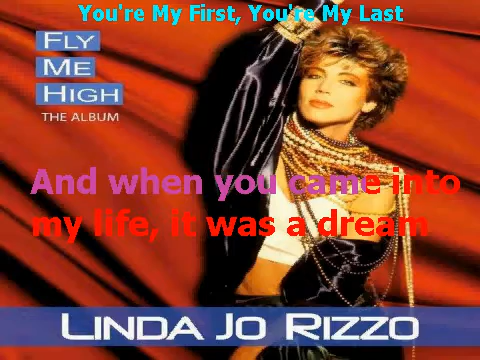 You're My First, You're My Last
FLY
ME
HIGH
THE ALBUM
And when you came into
my life, it was a dream
LINDA JO RIZZO